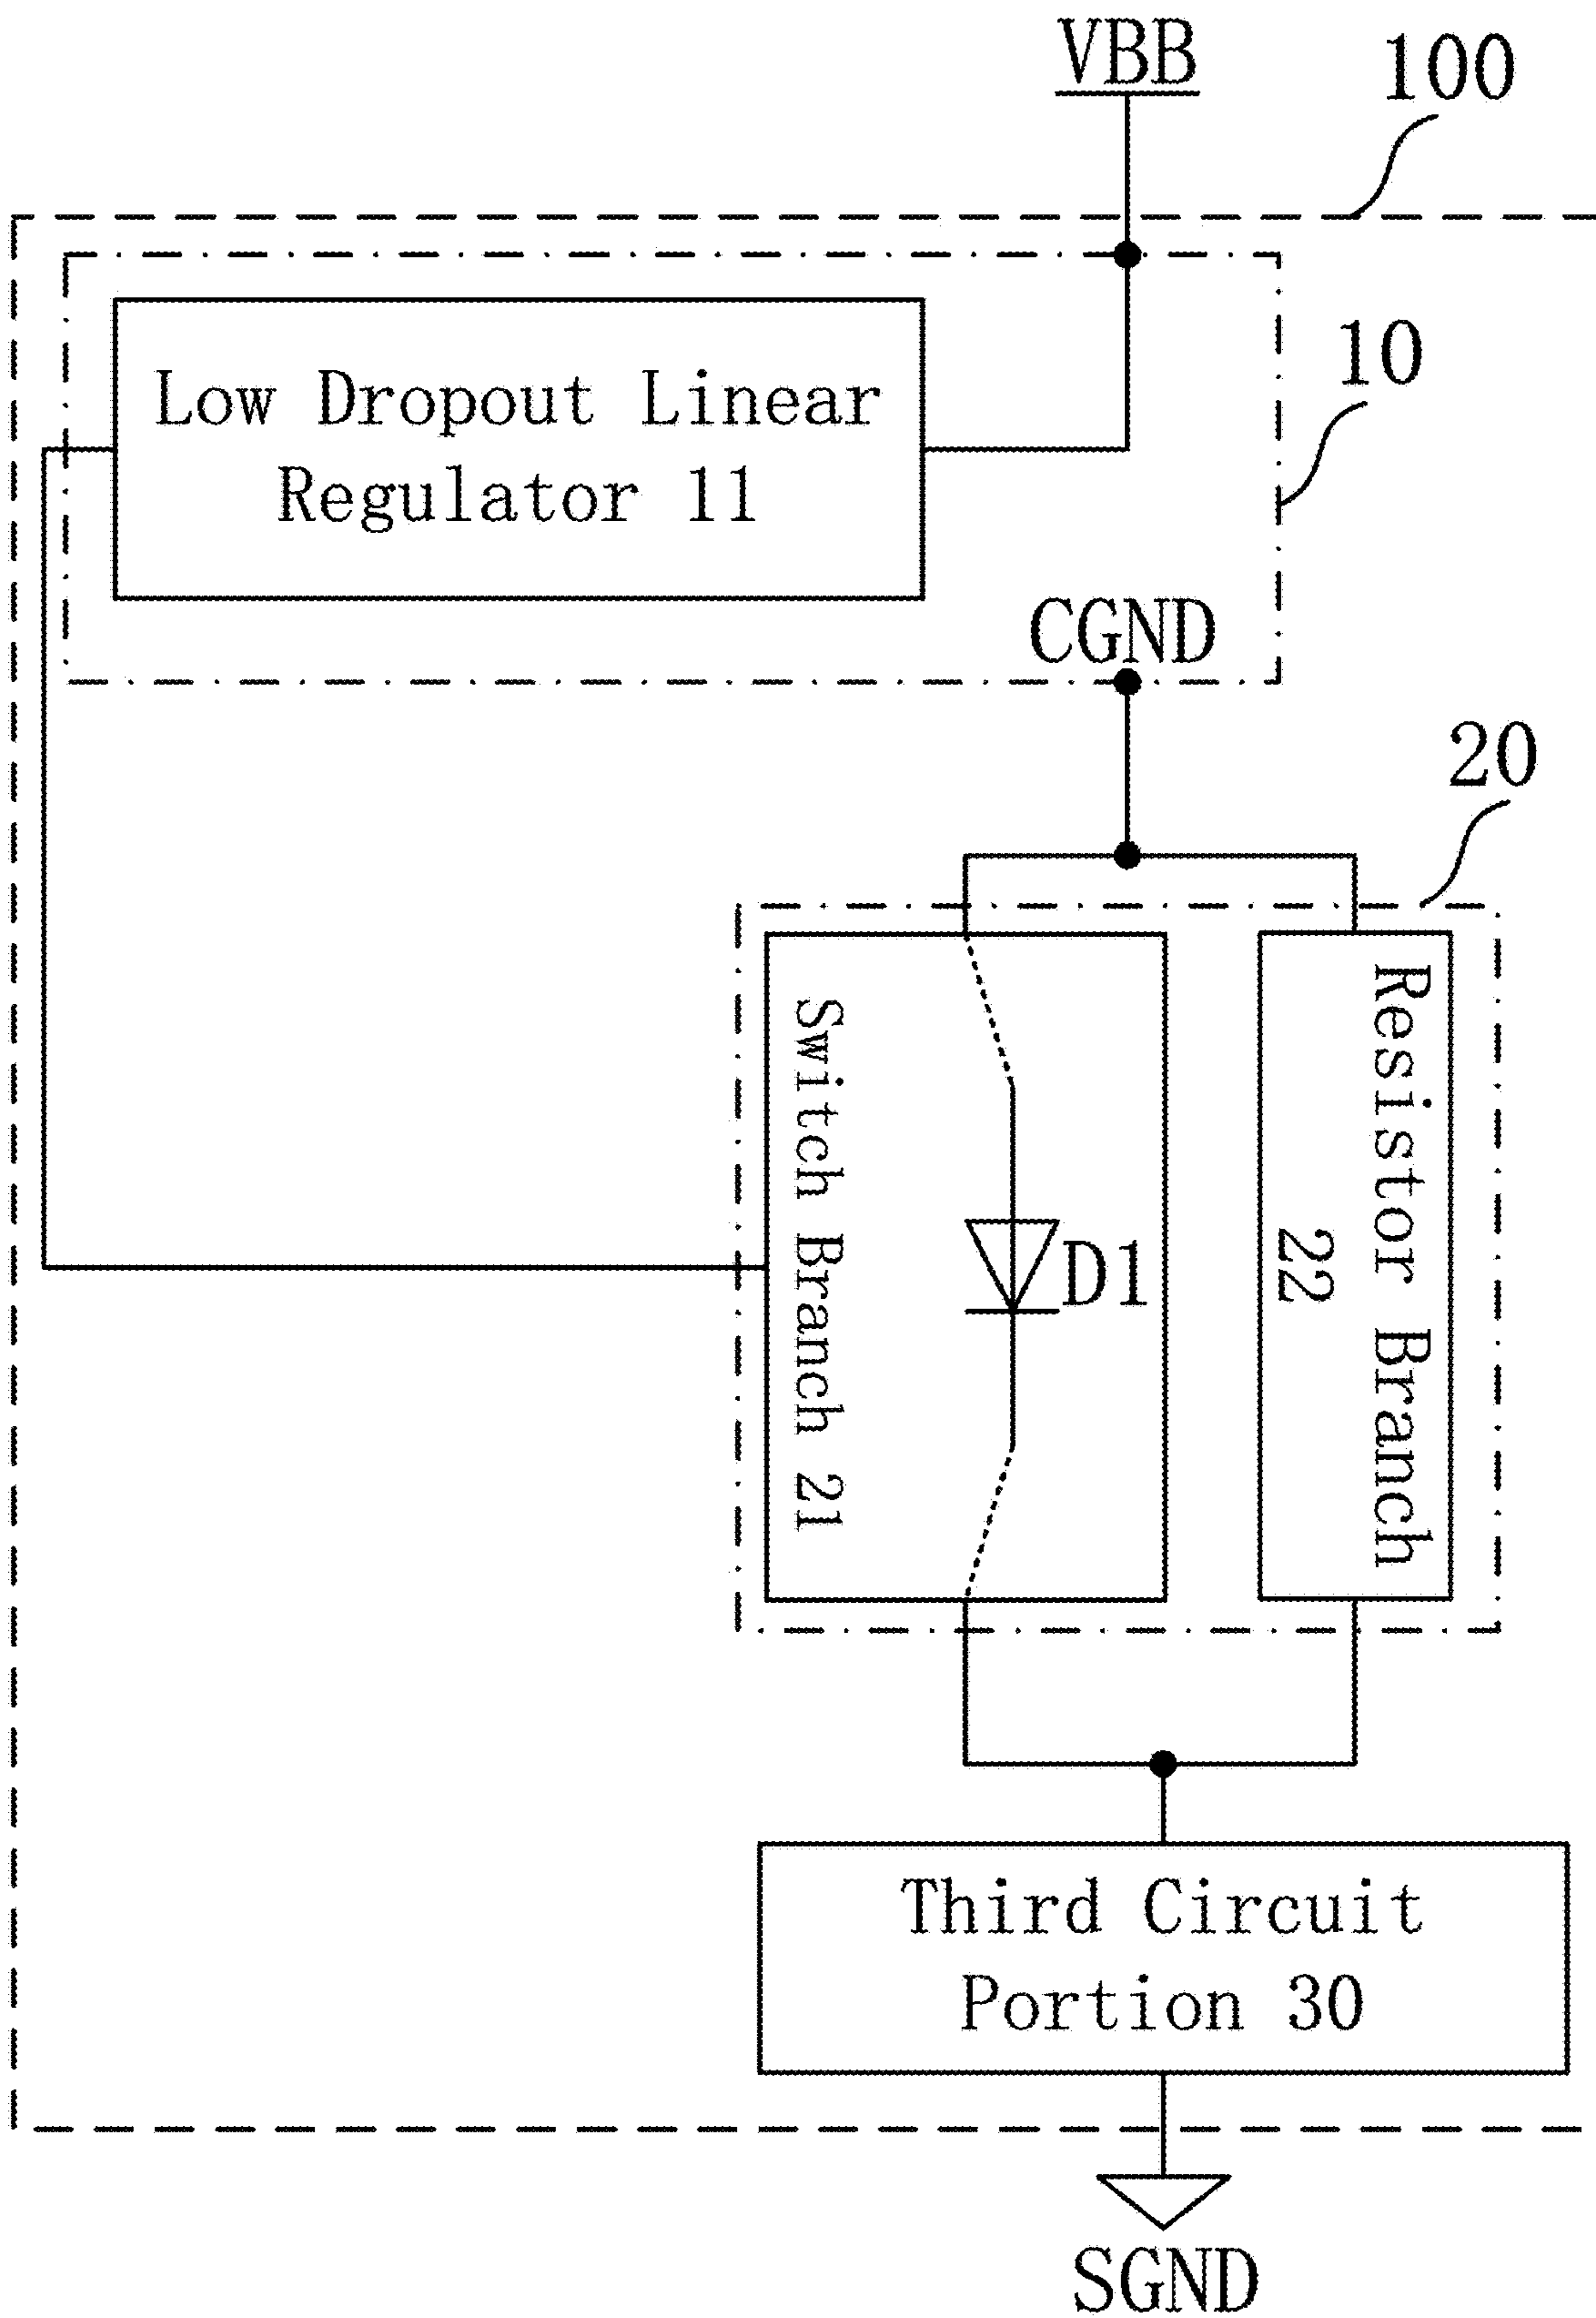 VBB
100
Low Dropout Linear
Regulator 11
10
CGND
20
Switch Branch 21
D1
Resistor Branch
22
Third Circuit
Portion 30
SGND